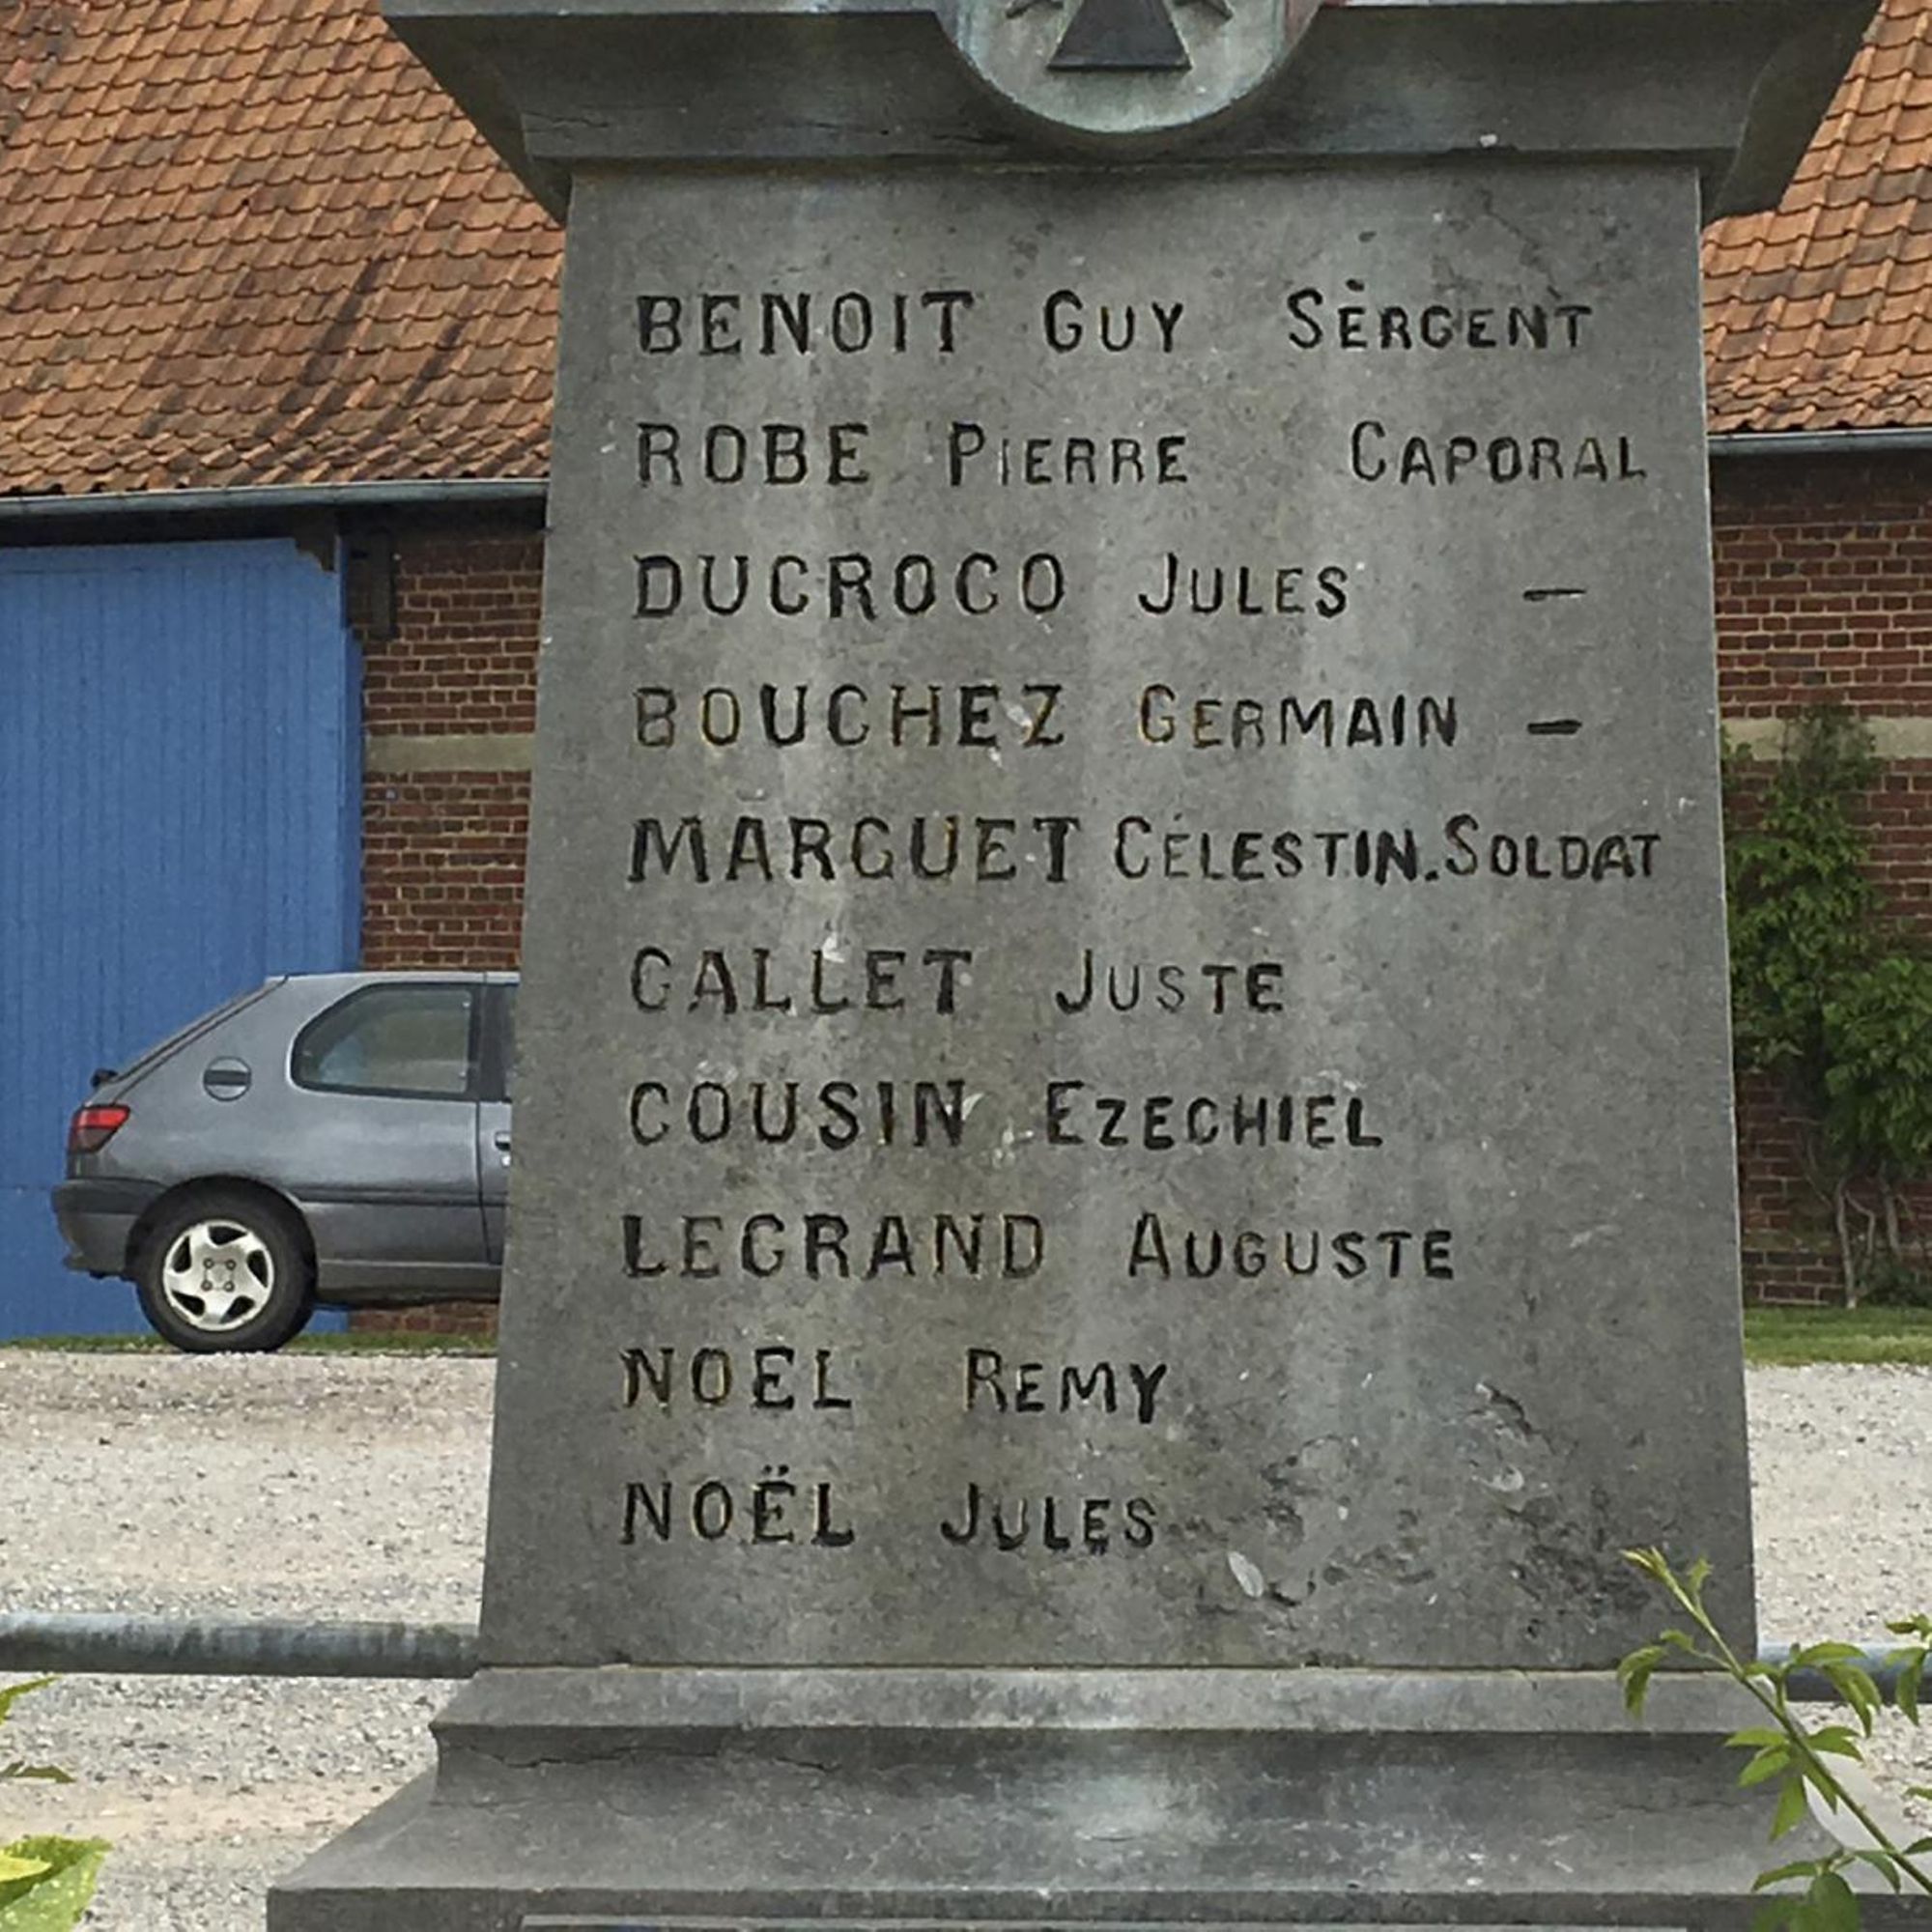 BENOIT GUY SÈRGENT
ROBE PIERRE CAPORAL
DUCROCQ JULES —
BOUCHEZ GERMAIN —
MARGUET CÉLESTIN. SOLDAT
GALLET JUSTE
COUSIN EZECHIEL
LEGRAND AUGUSTE
NOEL REMY
NOËL JULES